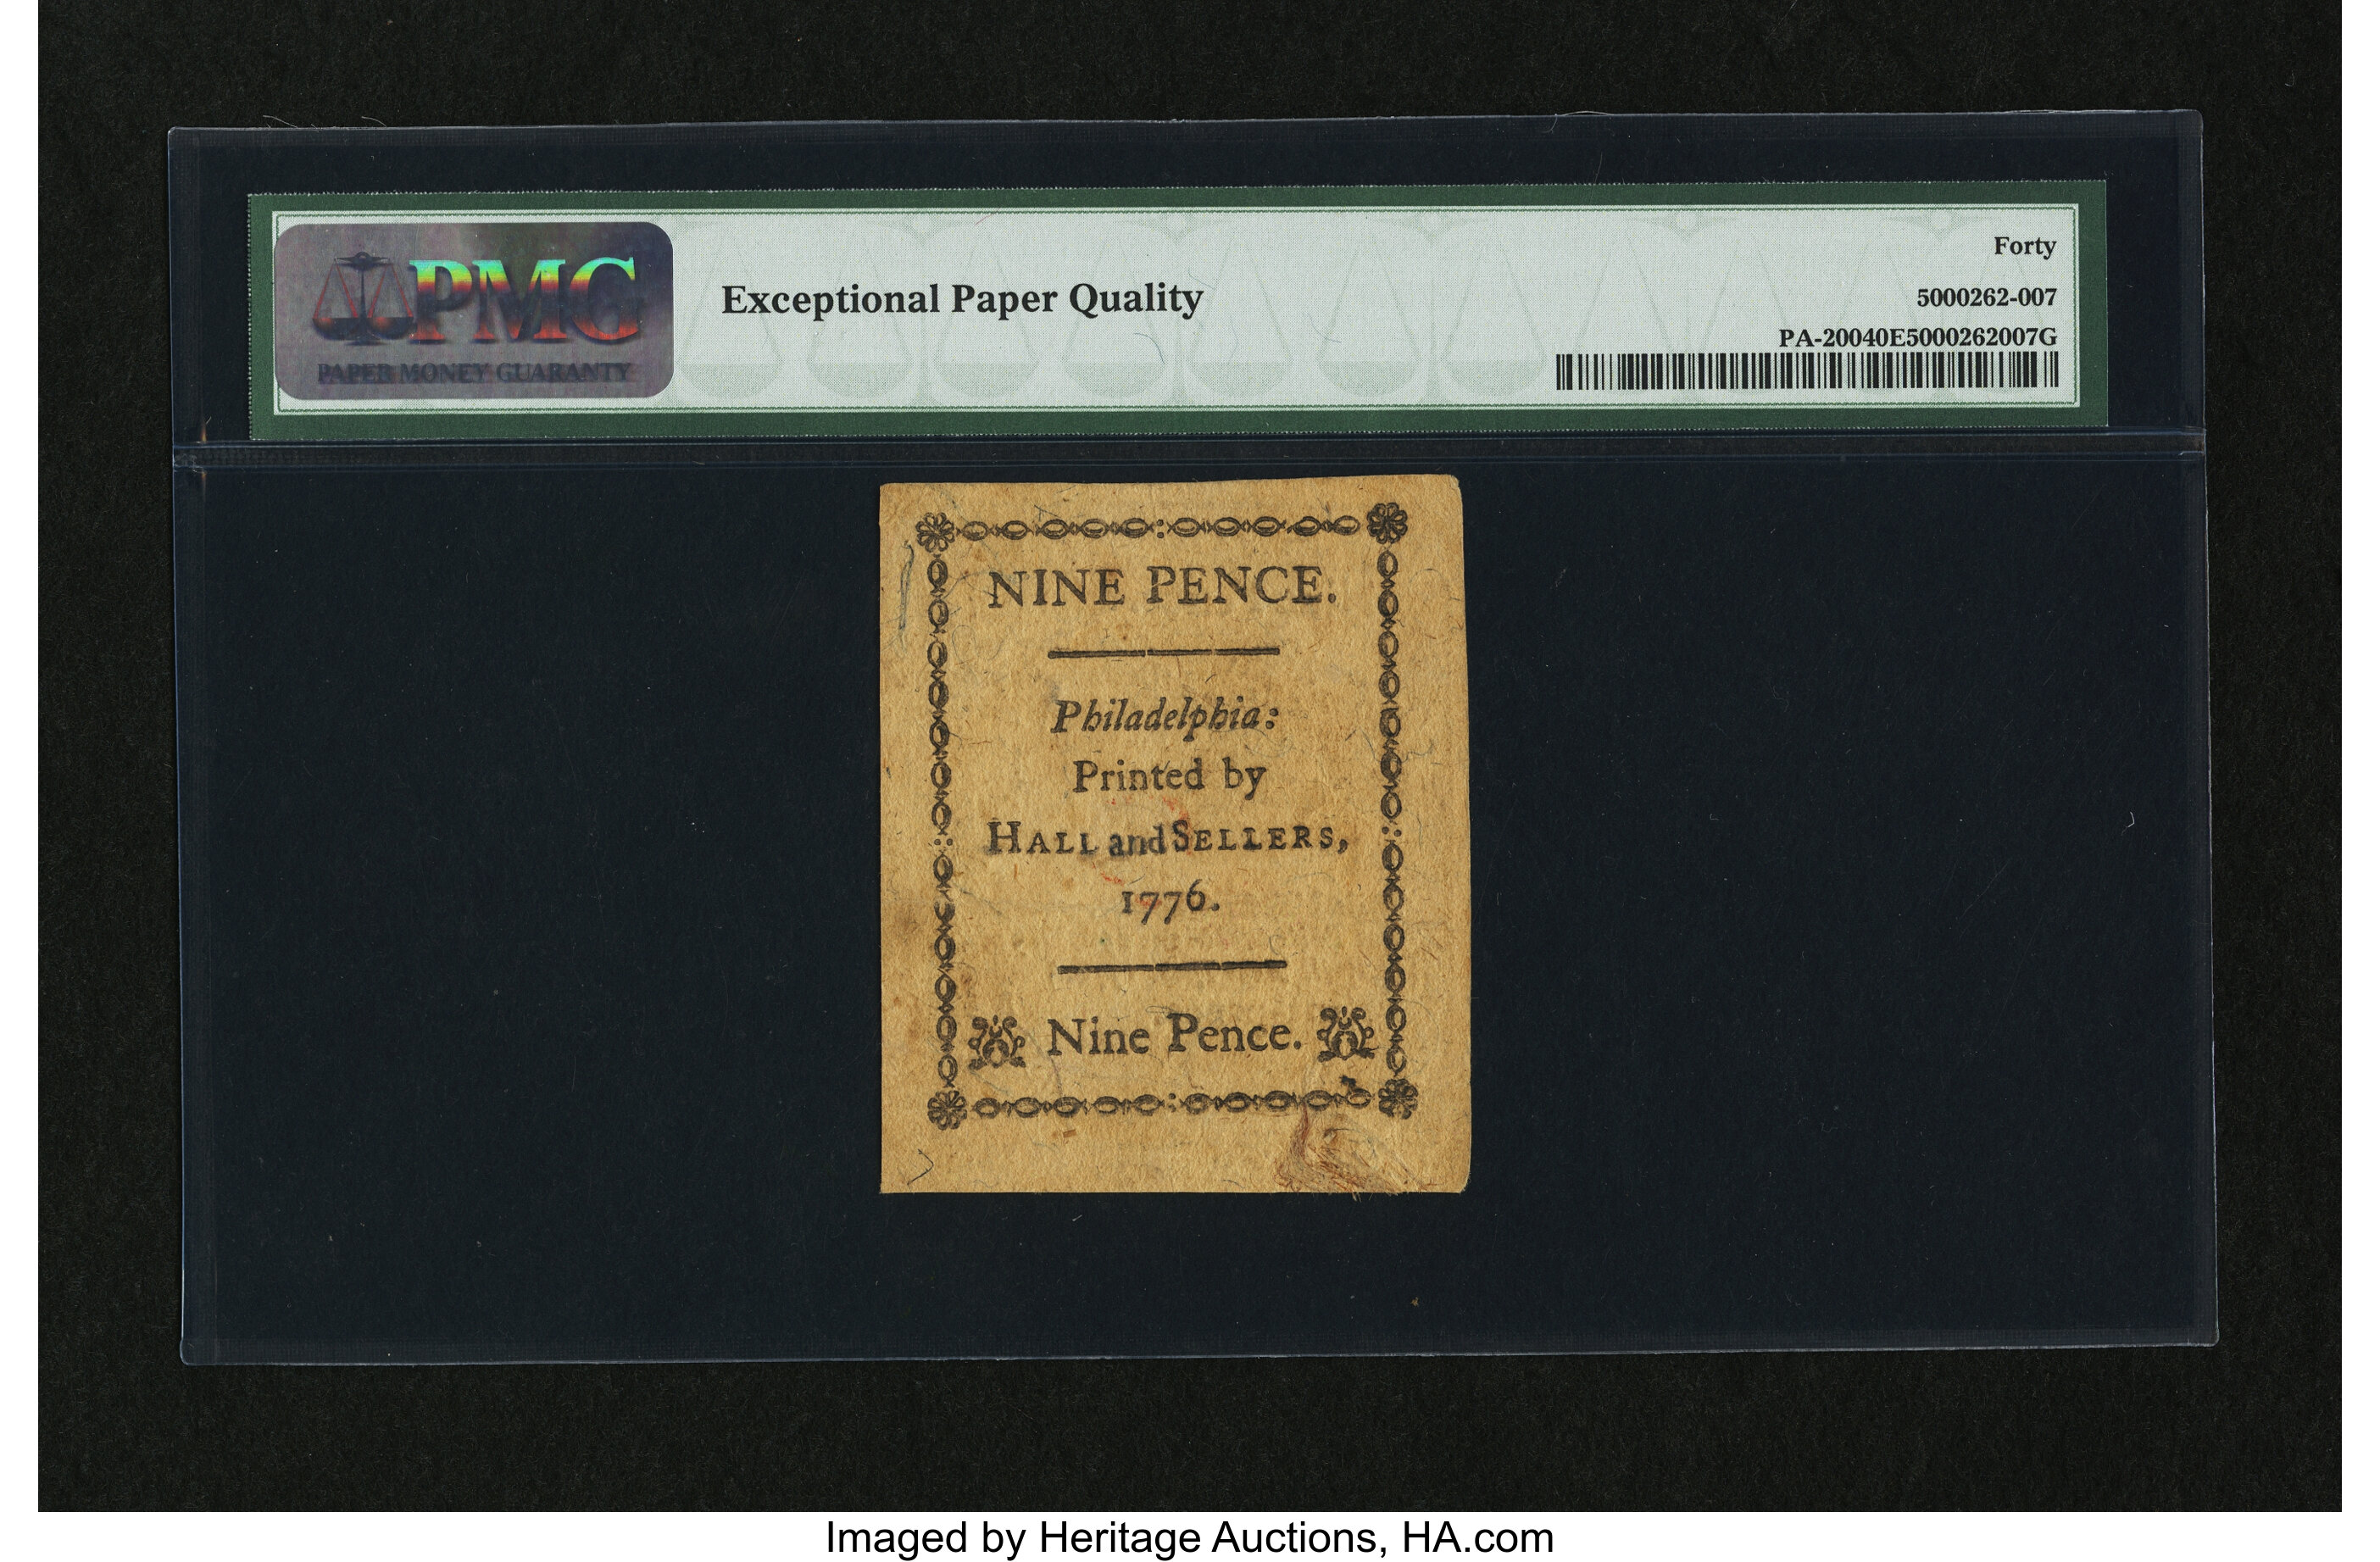 PMG
PAPER MONEY GUARANTY
Exceptional Paper Quality
Forty
5000262-007
PA-20040E5000262007G
NINE PENCE.
Philadelphia:
Printed by
HALL and SELLERS,
1776.
Nine Pence.
Imaged by Heritage Auctions, HA.com